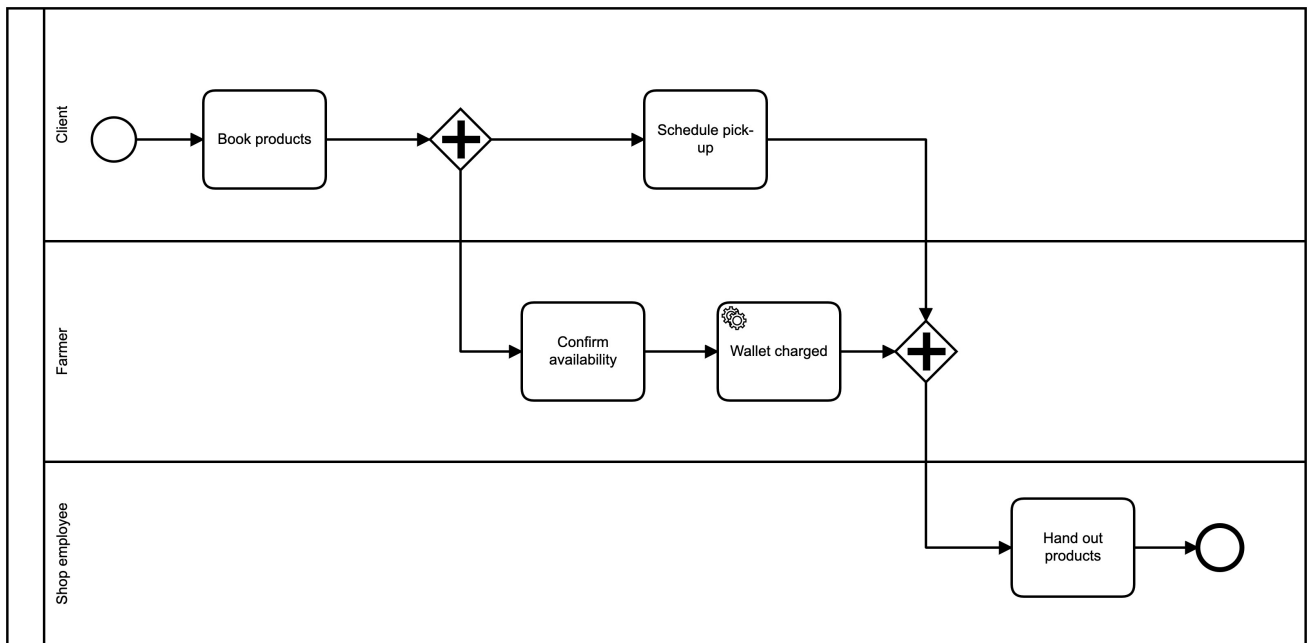 Client
Book products
Schedule pick-
up
Farmer
Confirm
availability
Wallet charged
Shop employee
Hand out
products